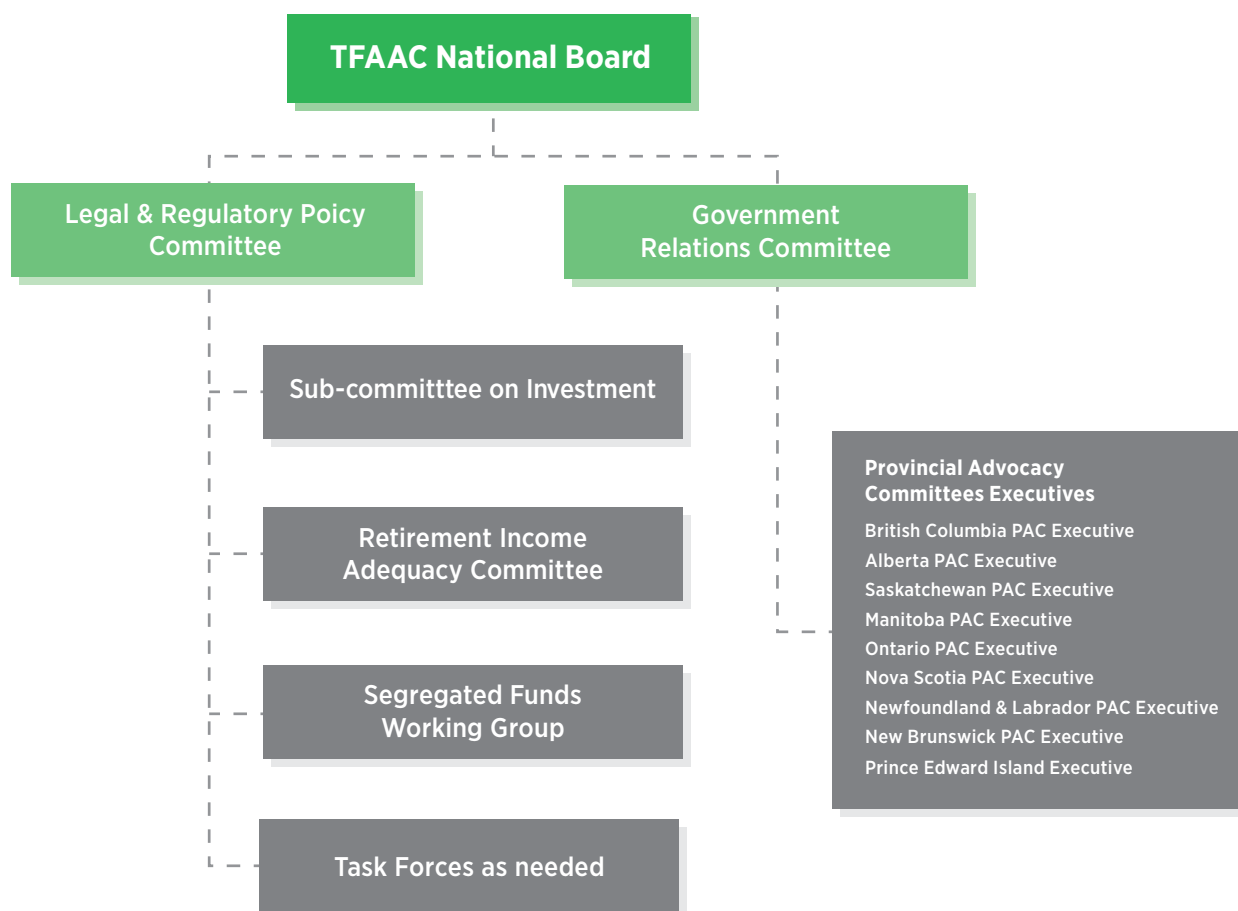 TFAAC National Board
Legal & Regulatory Poicy
Committee
Government
Relations Committee
Sub-committtee on Investment
Retirement Income
Adequacy Committee
Segregated Funds
Working Group
Task Forces as needed
Provincial Advocacy
Committees Executives
British Columbia PAC Executive
Alberta PAC Executive
Saskatchewan PAC Executive
Manitoba PAC Executive
Ontario PAC Executive
Nova Scotia PAC Executive
Newfoundland & Labrador PAC Executive
New Brunswick PAC Executive
Prince Edward Island Executive